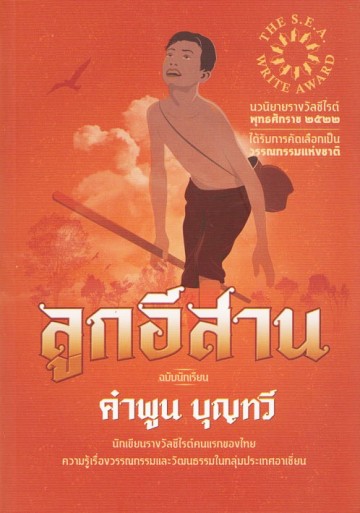 THE S.E.A.
WRITE AWARD
นวนิยายรางวัลซีไรต์
พุทธศักราช ๒๕๒๒
ได้รับการคัดเลือกเป็น
วรรณกรรมแห่งชาติ
ลูกอีสาน
ฉบับนักเรียน
คำพูน บุญทวี
นักเขียนรางวัลซีไรต์คนแรกของไทย
ความรู้เรื่องวรรณกรรมและวัฒนธรรมในกลุ่มประเทศอาเซี่ยน